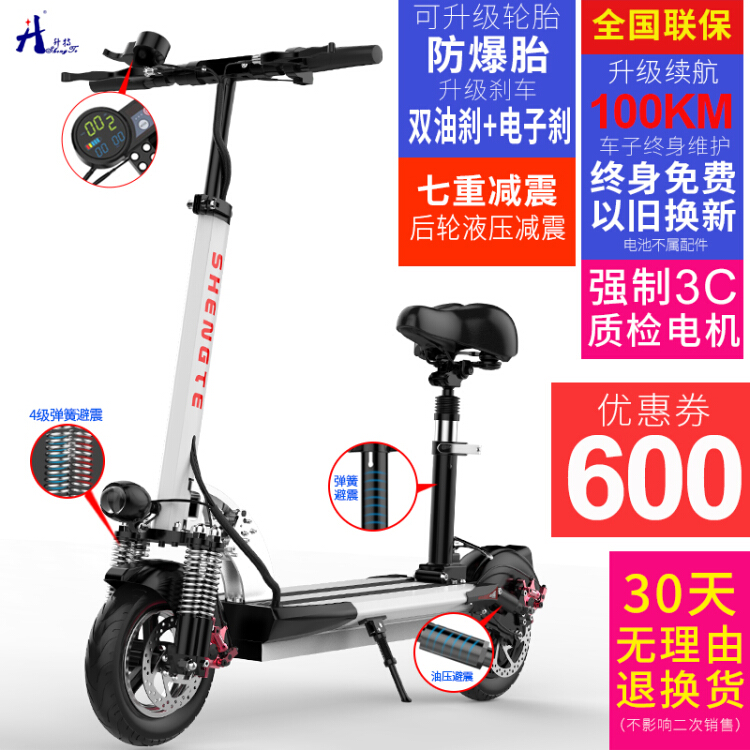 升特
ShengTe
可升级轮胎
防爆胎
升级刹车
双油刹+电子刹
七重减震
后轮液压减震
全国联保
升级续航
100KM
车子终身维护
终身免费
以旧换新
电池不属配件
强制3C
质检电机
优惠券
600
30天
无理由
退换货
(不影响二次销售)
002
00 00
SHENGTE
4级弹簧避震
弹簧
避震
油压避震